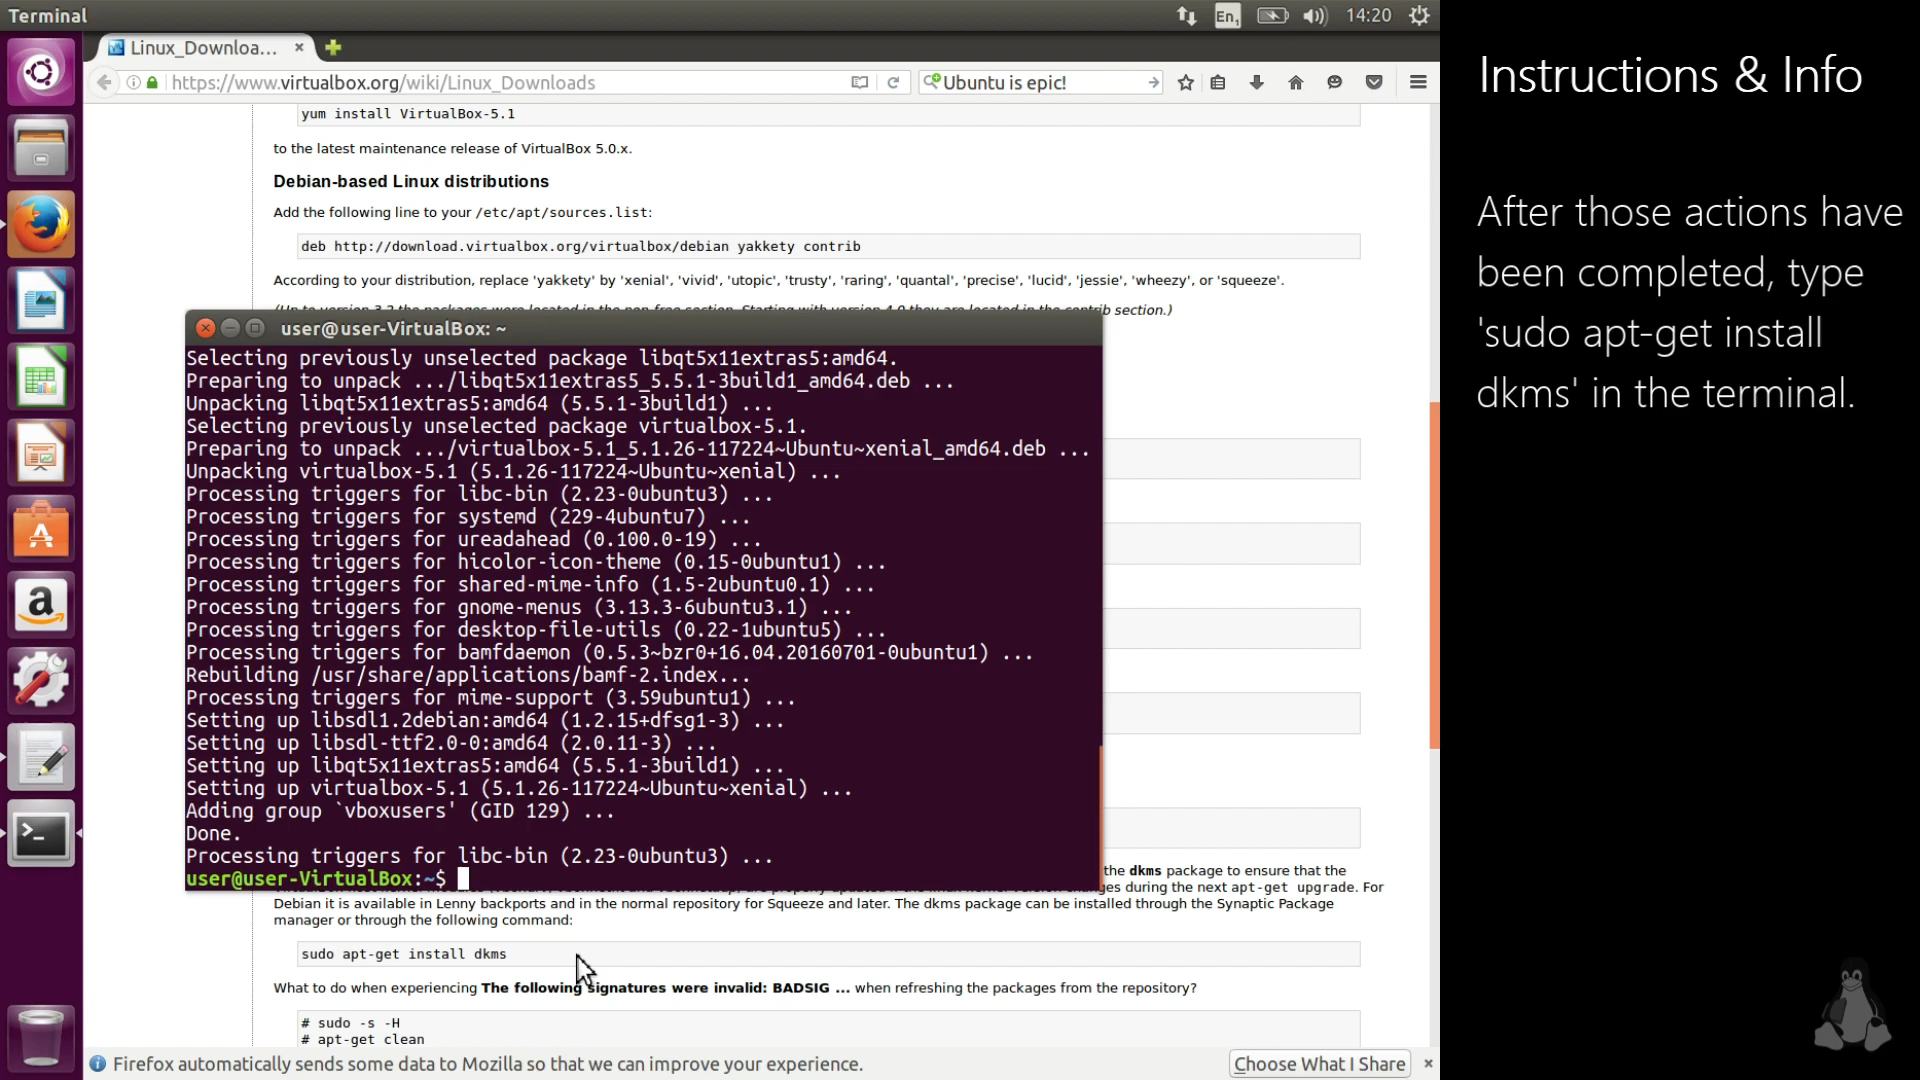 Terminal
En1
14:20
Linux_Downloa...
https://www.virtualbox.org/wiki/Linux_Downloads
Ubuntu is epic!
yum install VirtualBox-5.1
to the latest maintenance release of VirtualBox 5.0.x.
Debian-based Linux distributions
Add the following line to your /etc/apt/sources.list:
deb http://download.virtualbox.org/virtualbox/debian yakkety contrib
According to your distribution, replace 'yakkety' by 'xenial', 'vivid', 'utopic', 'trusty', 'raring', 'quantal', 'precise', 'lucid', 'jessie', 'wheezy', or 'squeeze'.
section.)
user@user-VirtualBox: ~
Selecting previously unselected package libqt5x11extras5:amd64.
Preparing to unpack .../libqt5x11extras5_5.5.1-3build1_amd64.deb ...
Unpacking libqt5x11extras5:amd64 (5.5.1-3build1) ...
Selecting previously unselected package virtualbox-5.1.
Preparing to unpack .../virtualbox-5.1_5.1.26-117224~Ubuntu~xenial_amd64.deb ...
Unpacking virtualbox-5.1 (5.1.26-117224~Ubuntu~xenial) ...
Processing triggers for libc-bin (2.23-0ubuntu3) ...
Processing triggers for systemd (229-4ubuntu7) ...
Processing triggers for ureadahead (0.100.0-19) ...
Processing triggers for hicolor-icon-theme (0.15-0ubuntu1) ...
Processing triggers for shared-mime-info (1.5-2ubuntu0.1) ...
Processing triggers for gnome-menus (3.13.3-6ubuntu3.1) ...
Processing triggers for desktop-file-utils (0.22-1ubuntu5) ...
Processing triggers for bamfdaemon (0.5.3~bzr0+16.04.20160701-0ubuntu1) ...
Rebuilding /usr/share/applications/bamf-2.index...
Processing triggers for mime-support (3.59ubuntu1) ...
Setting up libsdl1.2debian:amd64 (1.2.15+dfsg1-3) ...
Setting up libsdl-ttf2.0-0:amd64 (2.0.11-3) ...
Setting up libqt5x11extras5:amd64 (5.5.1-3build1) ...
Setting up virtualbox-5.1 (5.1.26-117224~Ubuntu~xenial) ...
Adding group `vboxusers' (GID 129) ...
Done.
Processing triggers for libc-bin (2.23-0ubuntu3) ...
user@user-VirtualBox:~$
the dkms package to ensure that the
during the next apt-get upgrade. For
Debian it is available in Lenny backports and in the normal repository for Squeeze and later. The dkms package can be installed through the Synaptic Package
manager or through the following command:
sudo apt-get install dkms
What to do when experiencing The following signatures were invalid: BADSIG ... when refreshing the packages from the repository?
# sudo -s -H
# apt-get clean
Firefox automatically sends some data to Mozilla so that we can improve your experience.
Choose What I Share
Instructions & Info
After those actions have
been completed, type
'sudo apt-get install
dkms' in the terminal.